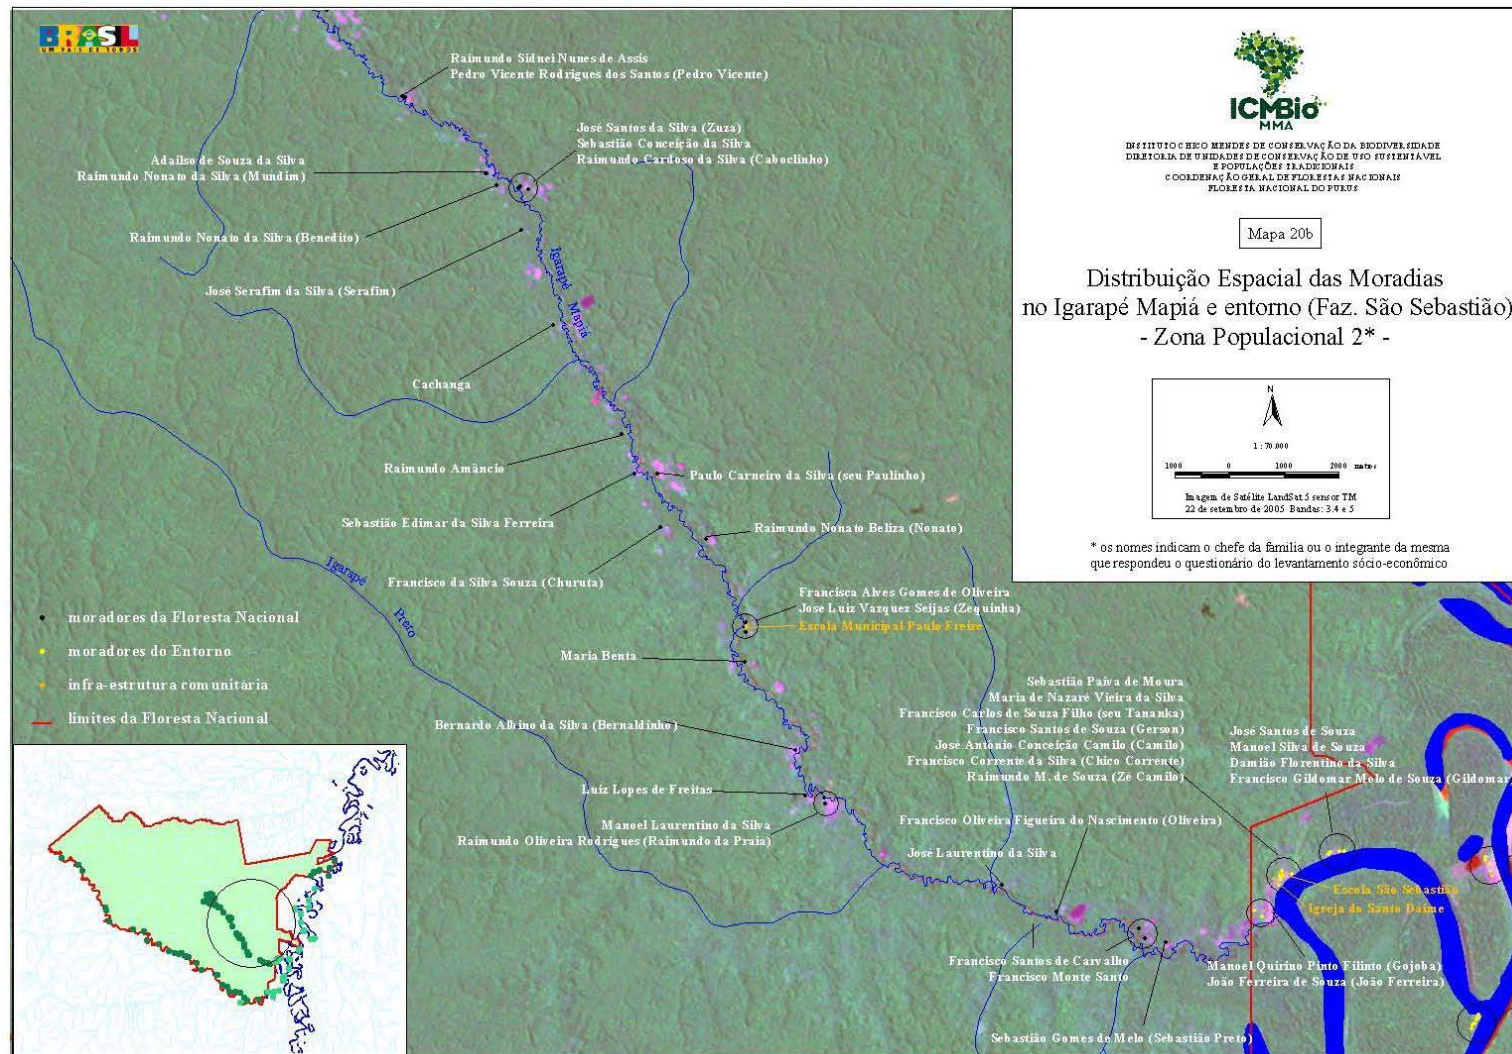 BRASIL
UM PAÍS DE TODOS
Raimundo Sidnei Nunes de Assis
Pedro Vicente Rodrigues dos Santos (Pedro Vicente)
José Santos da Silva (Zuza)
Sebastião Conceição da Silva
Raimundo Cardoso da Silva (Caboclinho)
Adailso de Souza da Silva
Raimundo Nonato da Silva (Mundim)
Raimundo Nonato da Silva (Benedito)
José Serafim da Silva (Serafim)
Igarapé Mapiá
Cachanga
Raimundo Amâncio
Paulo Carneiro da Silva (seu Paulinho)
Sebastião Edimar da Silva Ferreira
Raimundo Nonato Beliza (Nonato)
Francisco da Silva Souza (Churuta)
Igarapé Preto
Francisca Alves Gomes de Oliveira
José Luiz Vazquez Seijas (Zequinha)
Escola Municipal Paulo Freire
Maria Benta
Bernardo Albino da Silva (Bernaldinho)
Luiz Lopes de Freitas
Manoel Laurentino da Silva
Raimundo Oliveira Rodrigues (Raimundo da Praia)
Sebastião Paiva de Moura
Maria de Nazaré Vieira da Silva
Francisco Carlos de Souza Filho (seu Tananka)
Francisco Santos de Souza (Gerson)
José Antônio Conceição Camilo (Camilo)
Francisco Corrente da Silva (Chico Corrente)
Raimundo M. de Souza (Zé Camilo)
Francisco Oliveira Figueira do Nascimento (Oliveira)
José Laurentino da Silva
José Santos de Souza
Manoel Silva de Souza
Damião Florentino da Silva
Francisco Gildomar Melo de Souza (Gildomar
Escola São Sebastião
Igreja do Santo Daime
Francisco Santos de Carvalho
Francisco Monte Santo
Manoel Quirino Pinto Filinto (Gojoba)
João Ferreira de Souza (João Ferreira)
Sebastião Gomes de Melo (Sebastião Preto)
moradores da Floresta Nacional
moradores do Entorno
infra-estrutura comunitária
limites da Floresta Nacional
ICMBio
MMA
INSTITUTO CHICO MENDES DE CONSERVAÇÃO DA BIODIVERSIDADE
DIRETORIA DE UNIDADES DE CONSERVAÇÃO DE USO SUSTENTÁVEL
E POPULAÇÕES TRADICIONAIS
COORDENAÇÃO GERAL DE FLORESTAS NACIONAIS
FLORESTA NACIONAL DO PURUS
Mapa 20b
Distribuição Espacial das Moradias
no Igarapé Mapiá e entorno (Faz. São Sebastião)
- Zona Populacional 2* -
N
1 : 70.000
1000 0 1000 2000 metros
Imagem de Satélite LandSat 5 sensor TM
22 de setembro de 2005 Bandas: 3.4 e 5
* os nomes indicam o chefe da família ou o integrante da mesma
que respondeu o questionário do levantamento sócio-econômico